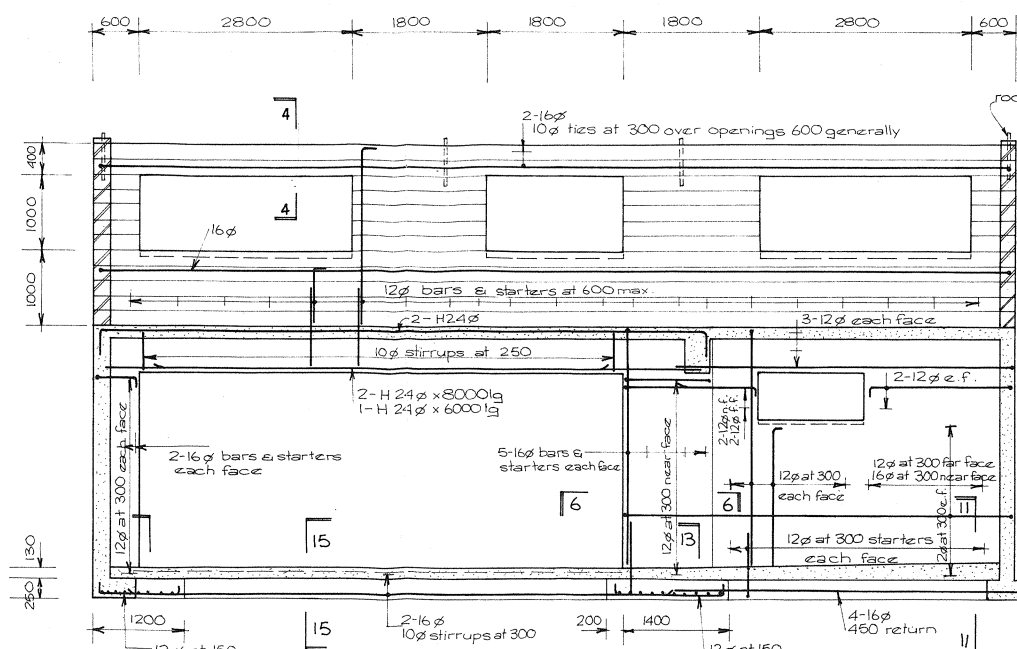 600 2800 1800 1800 1800 2800 600
4
2-16ø
10ø ties at 300 over openings 600 generally
400
1000
4
16ø
1000
12ø bars & starters at 600 max.
2-H24ø
3-12ø each face
10ø stirrups at 250
2-H 24ø x 8000 lg
1-H 24ø x 6000 lg
2-12ø e.f.
2-12ø n.f.
2-12ø f.f.
12ø at 300 each face
2-16ø bars & starters
each face
5-16ø bars &
starters each face
12ø at 300 near face
12ø at 300
each face
12ø at 300 far face
16ø at 300 near face
6
6
11
15
13
12ø at 300 starters
each face
130
250
1200
15
2-16ø
10ø stirrups at 300
200
1400
4-16ø
450 return
11